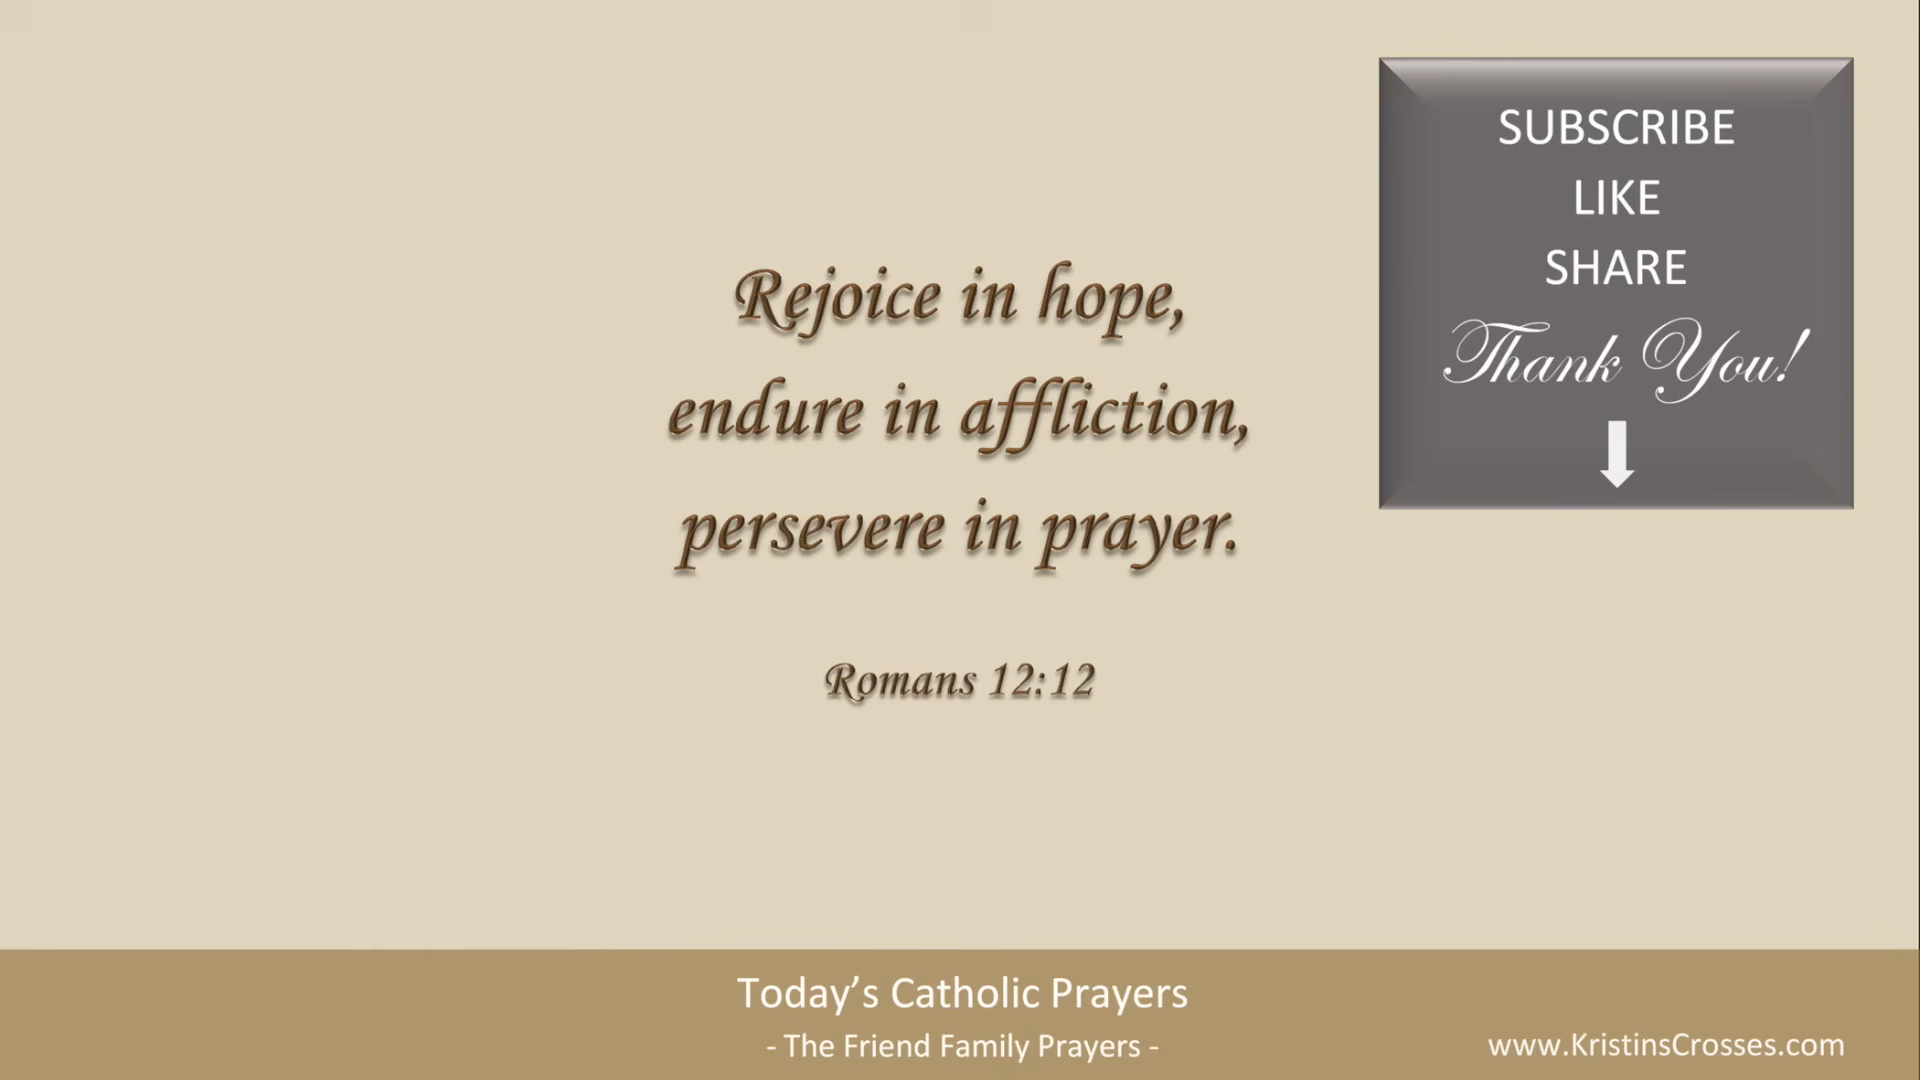 Rejoice in hope,
endure in affliction,
persevere in prayer.
Romans 12:12
SUBSCRIBE
LIKE
SHARE
Thank You!
Today’s Catholic Prayers
- The Friend Family Prayers -
www.KristinsCrosses.com